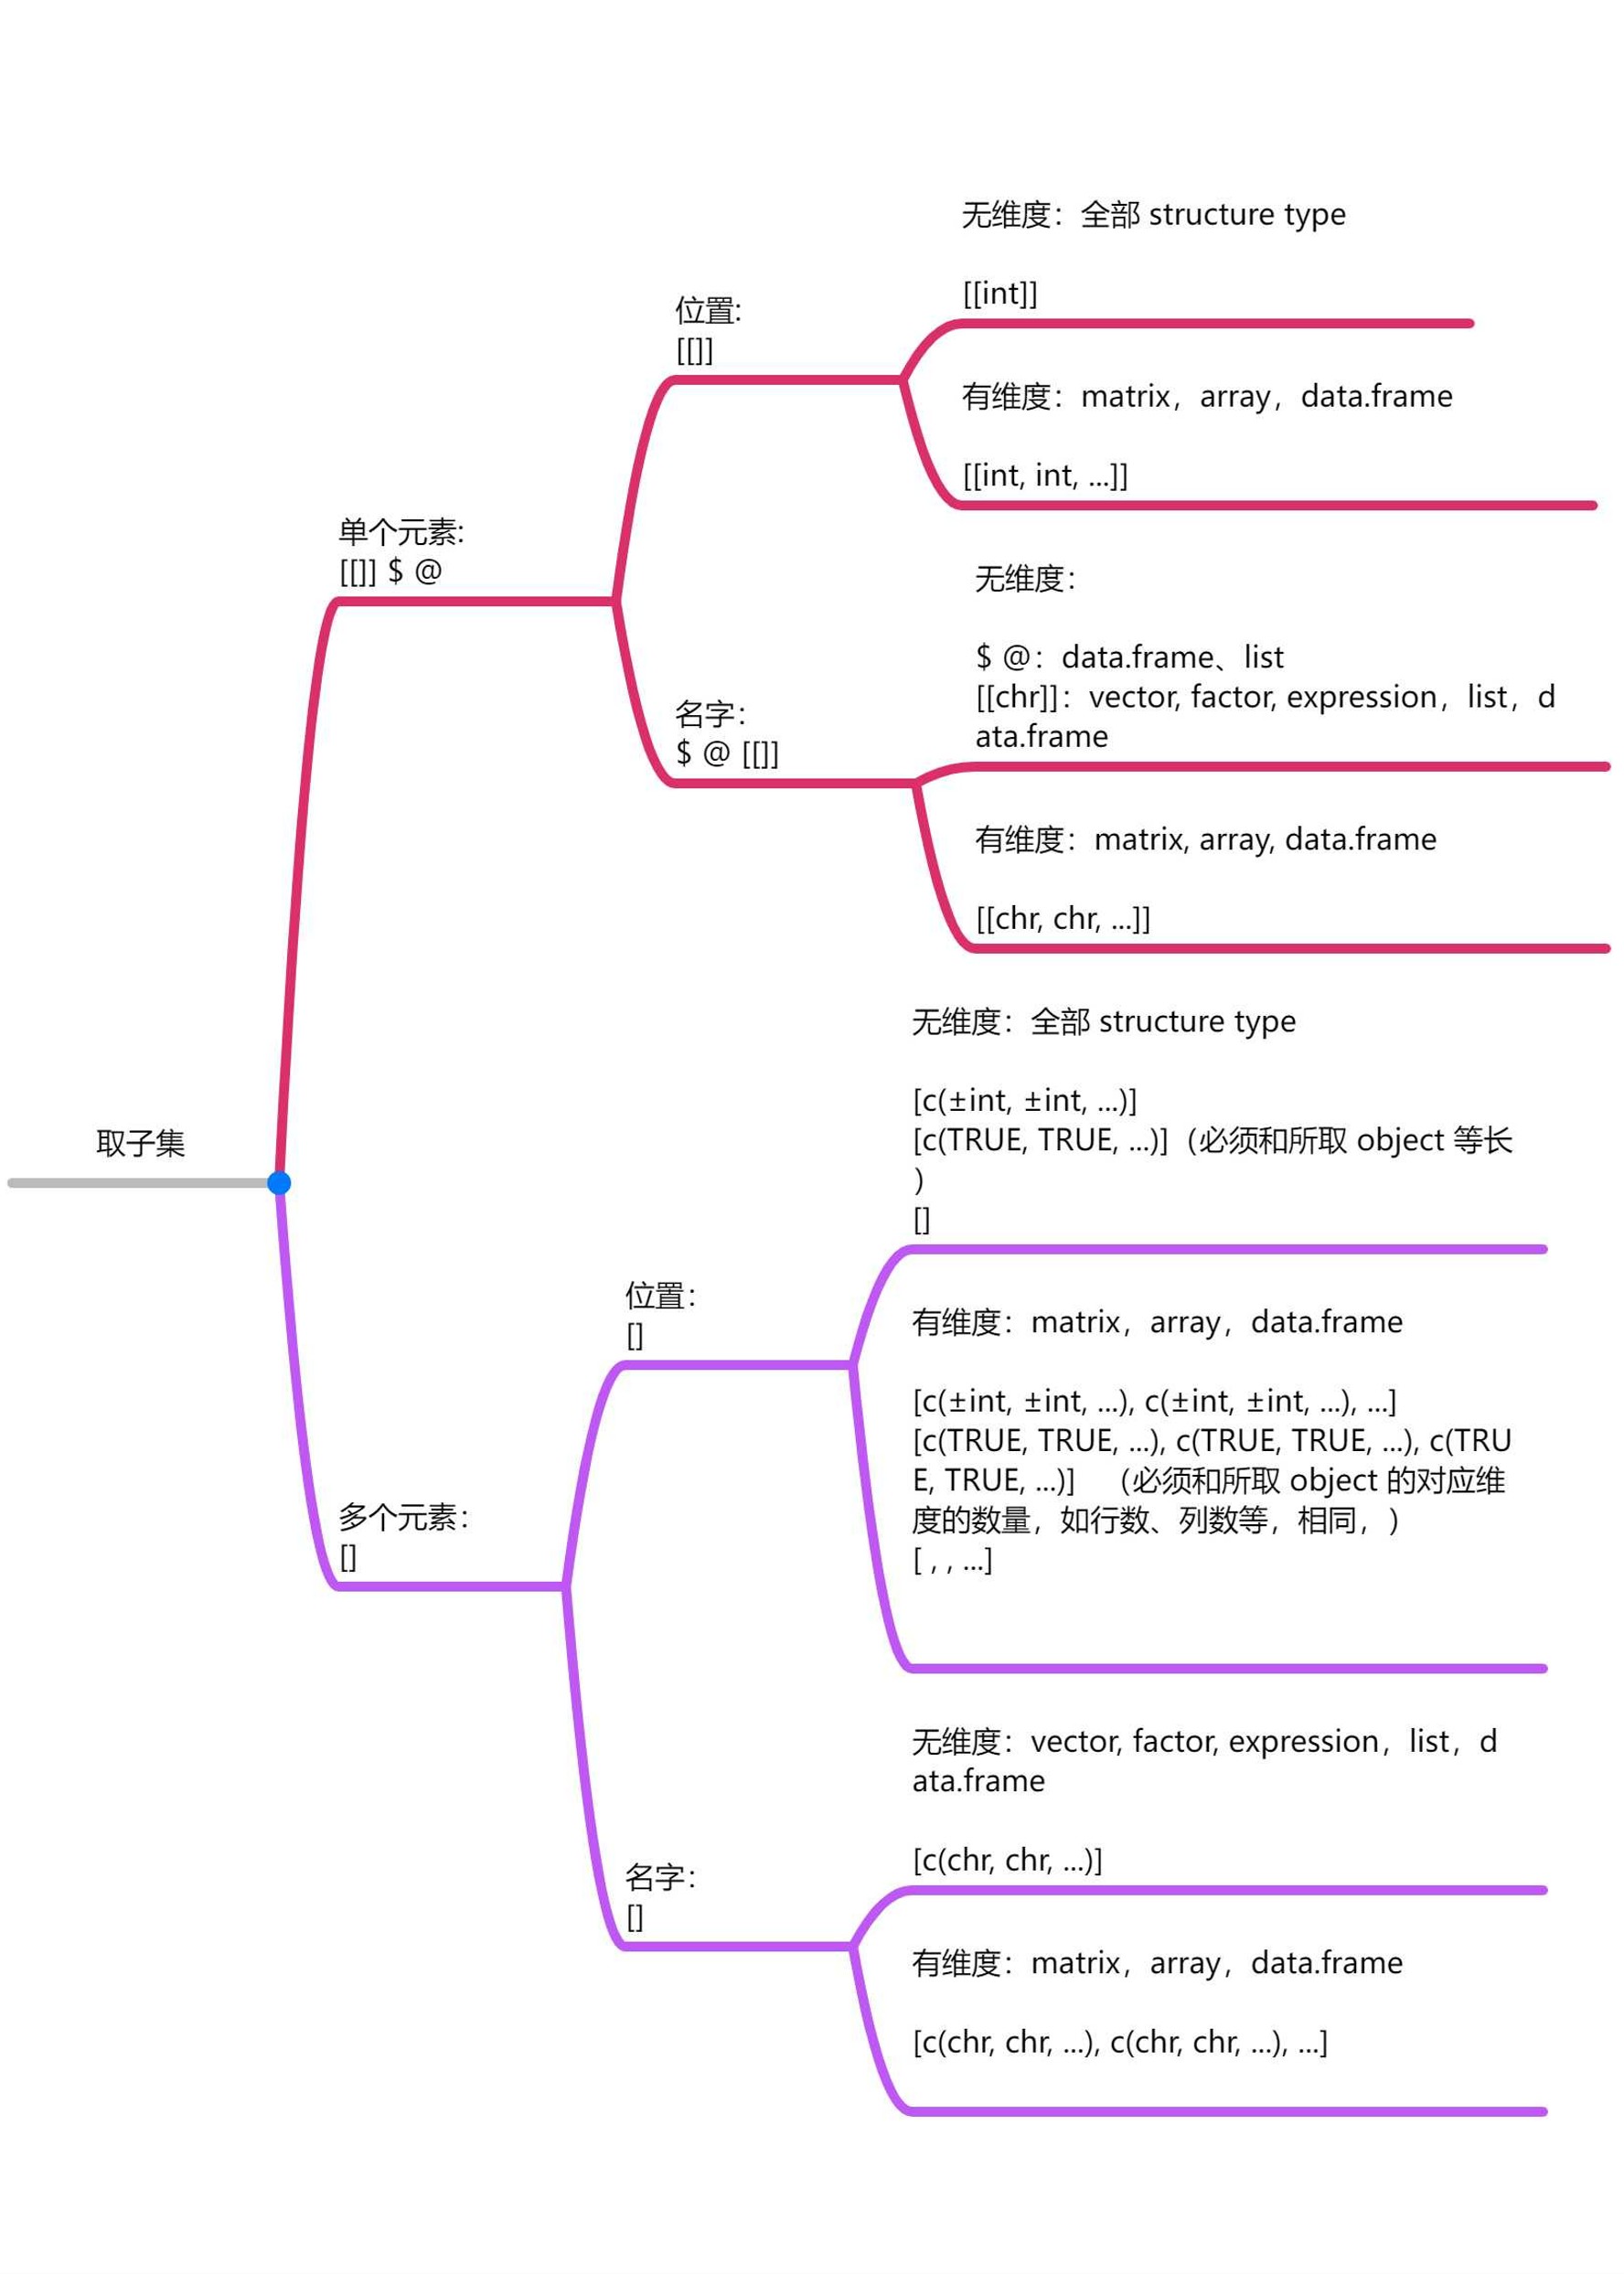 取子集
单个元素:
[[]] $ @
位置:
[[]]
无维度：全部 structure type
[[int]]
有维度：matrix，array，data.frame
[[int, int, ...]]
名字：
$ @ [[]]
无维度：
$ @：data.frame、list
[[chr]]：vector, factor, expression，list，d
ata.frame
有维度：matrix, array, data.frame
[[chr, chr, ...]]
多个元素：
[]
位置：
[]
无维度：全部 structure type
[c(±int, ±int, ...)]
[c(TRUE, TRUE, ...)]（必须和所取 object 等长
）
[]
有维度：matrix，array，data.frame
[c(±int, ±int, ...), c(±int, ±int, ...), ...]
[c(TRUE, TRUE, ...), c(TRUE, TRUE, ...), c(TRU
E, TRUE, ...)] （必须和所取 object 的对应维
度的数量，如行数、列数等，相同，）
[ , , ...]
名字：
[]
无维度：vector, factor, expression，list，d
ata.frame
[c(chr, chr, ...)]
有维度：matrix，array，data.frame
[c(chr, chr, ...), c(chr, chr, ...), ...]